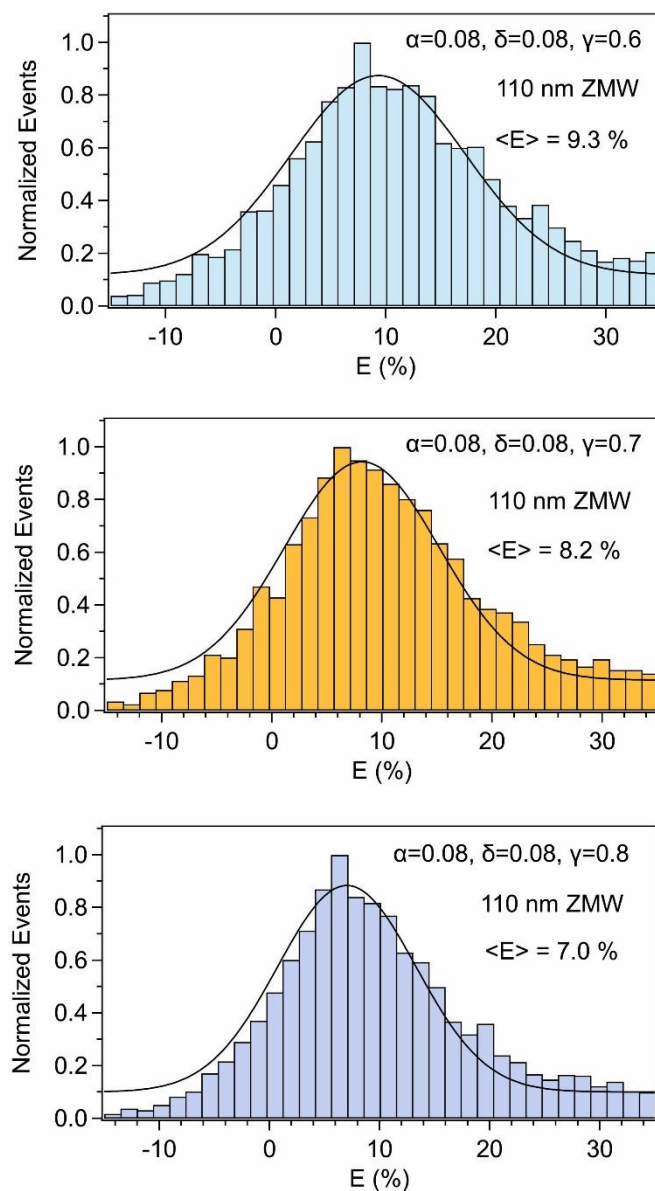 α=0.08, δ=0.08, γ=0.6
110 nm ZMW
<E> = 9.3 %
Normalized Events
1.0
0.8
0.6
0.4
0.2
0.0
-10 0 10 20 30
E (%)
α=0.08, δ=0.08, γ=0.7
110 nm ZMW
<E> = 8.2 %
Normalized Events
1.0
0.8
0.6
0.4
0.2
0.0
-10 0 10 20 30
E (%)
α=0.08, δ=0.08, γ=0.8
110 nm ZMW
<E> = 7.0 %
Normalized Events
1.0
0.8
0.6
0.4
0.2
0.0
-10 0 10 20 30
E (%)